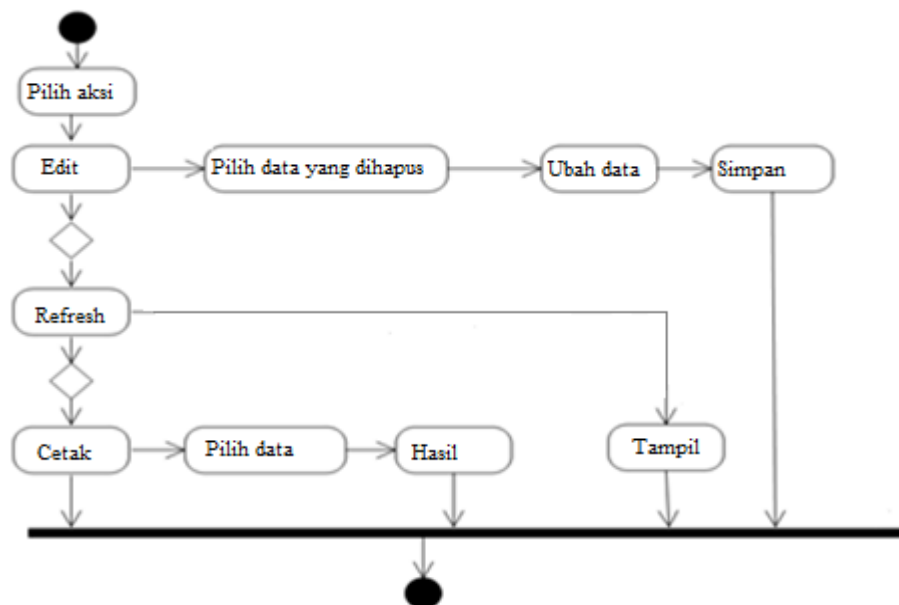 Pilih aksi
Edit
Pilih data yang dihapus
Ubah data
Simpan
Refresh
Cetak
Pilih data
Hasil
Tampil